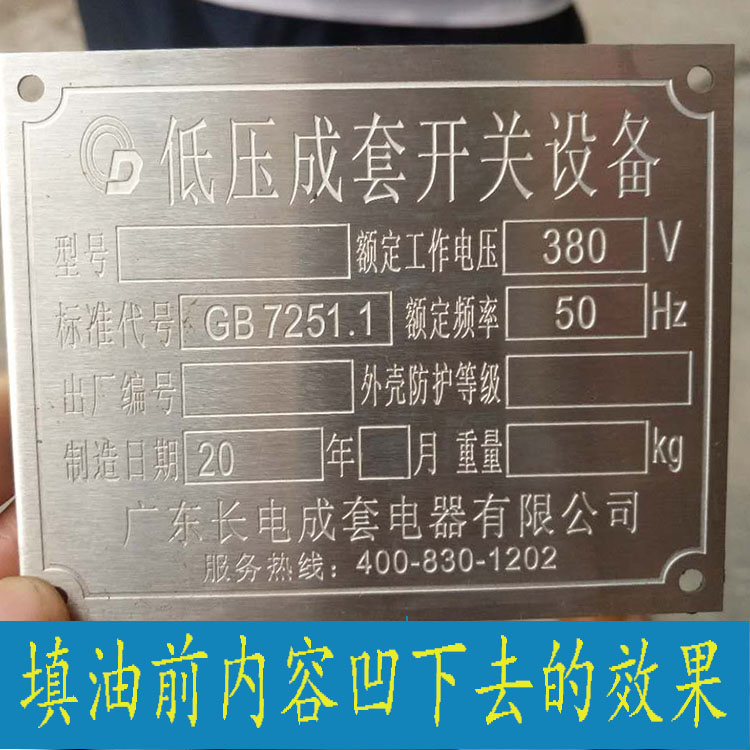 低压成套开关设备
型号 额定工作电压 380 V
标准代号 GB 7251.1 额定频率 50 Hz
出厂编号 外壳防护等级
制造日期 20 年 月 重量 kg
广东长电成套电器有限公司
服务热线：400-830-1202
填油前内容凹下去的效果